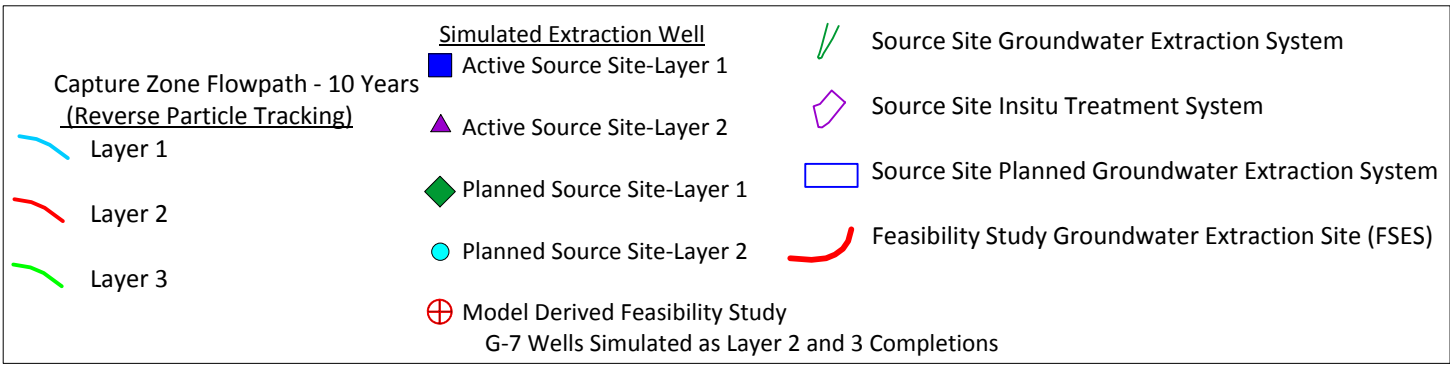 Capture Zone Flowpath - 10 Years
(Reverse Particle Tracking)
Layer 1
Layer 2
Layer 3
Simulated Extraction Well
Active Source Site-Layer 1
Active Source Site-Layer 2
Planned Source Site-Layer 1
Planned Source Site-Layer 2
Model Derived Feasibility Study
G-7 Wells Simulated as Layer 2 and 3 Completions
Source Site Groundwater Extraction System
Source Site Insitu Treatment System
Source Site Planned Groundwater Extraction System
Feasibility Study Groundwater Extraction Site (FSES)